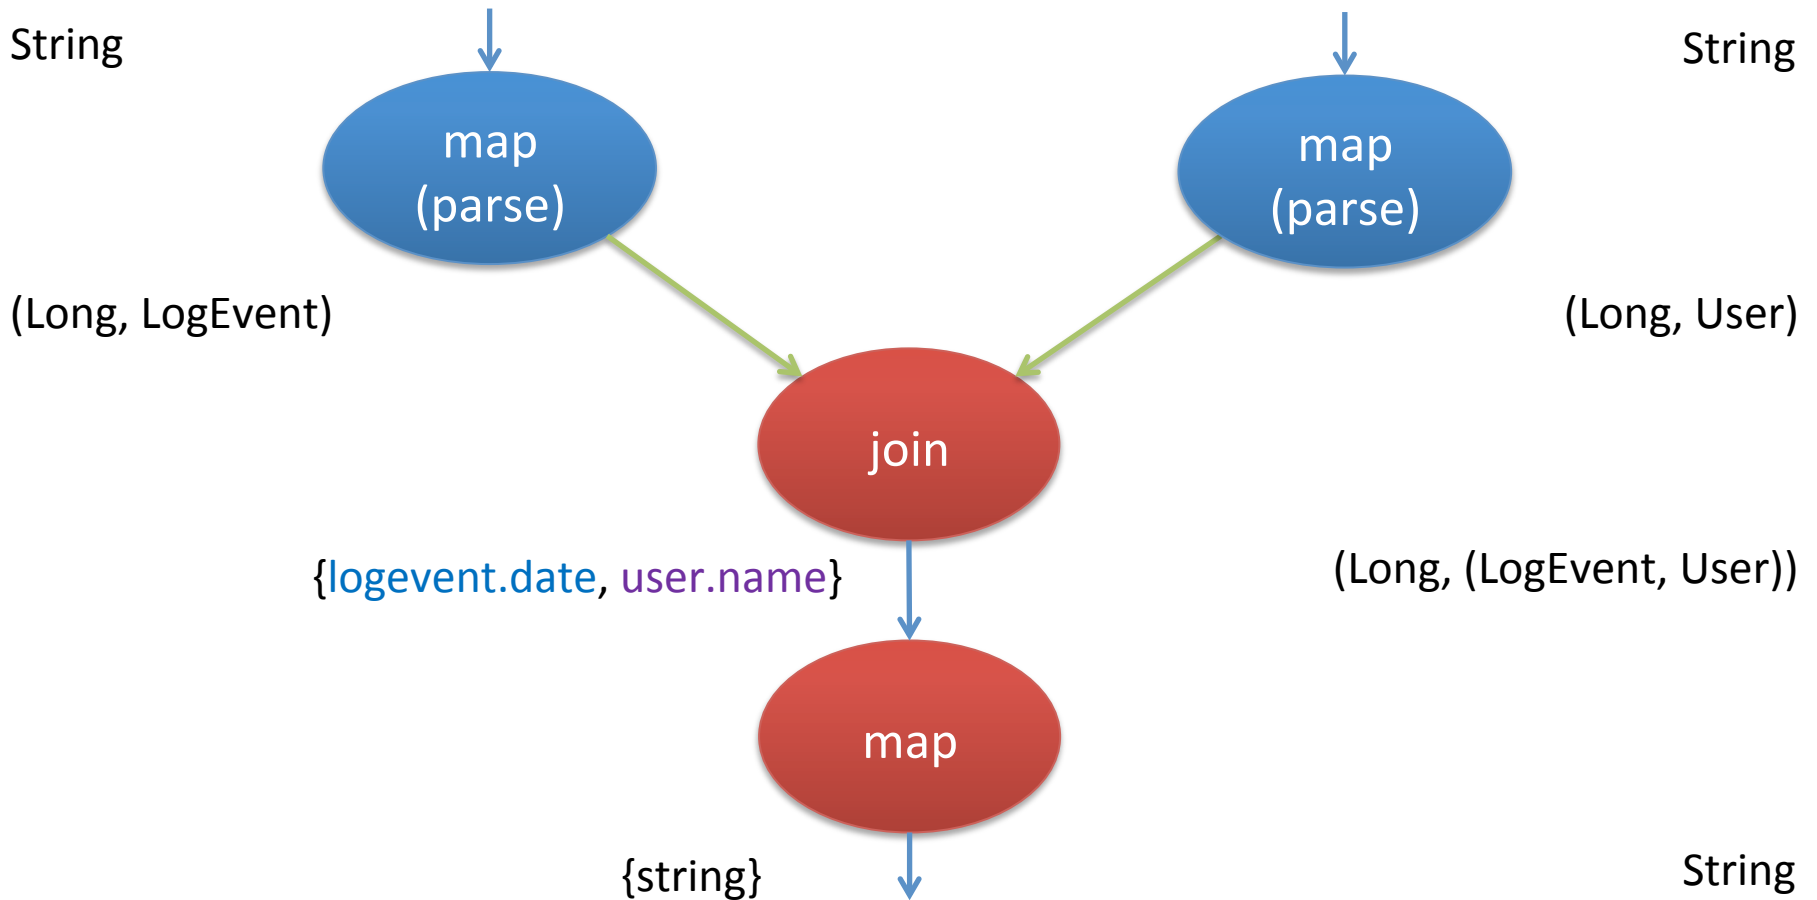 String
String
map
(parse)
map
(parse)
(Long, LogEvent)
(Long, User)
join
{logevent.date, user.name}
(Long, (LogEvent, User))
map
{string}
String